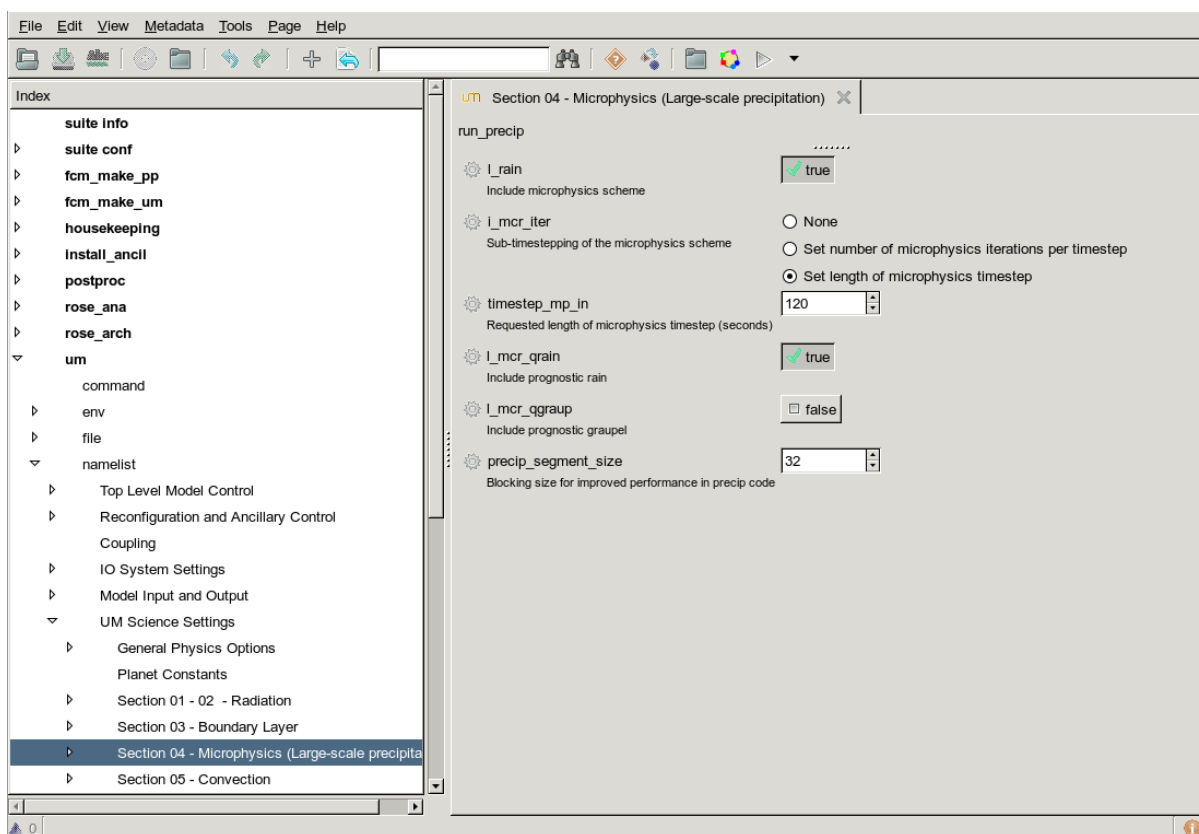 File Edit View Metadata Tools Page Help
Index
suite info
suite conf
fcm_make_pp
fcm_make_um
housekeeping
install_ancil
postproc
rose_ana
rose_arch
um
command
env
file
namelist
Top Level Model Control
Reconfiguration and Ancillary Control
Coupling
IO System Settings
Model Input and Output
UM Science Settings
General Physics Options
Planet Constants
Section 01 - 02 - Radiation
Section 03 - Boundary Layer
Section 04 - Microphysics (Large-scale precipita
Section 05 - Convection
0
um Section 04 - Microphysics (Large-scale precipitation)
run_precip
l_rain true
Include microphysics scheme
i_mcr_iter None
Sub-timestepping of the microphysics scheme
Set number of microphysics iterations per timestep
Set length of microphysics timestep
timestep_mp_in 120
Requested length of microphysics timestep (seconds)
l_mcr_qrain true
Include prognostic rain
l_mcr_qgraup false
Include prognostic graupel
precip_segment_size 32
Blocking size for improved performance in precip code